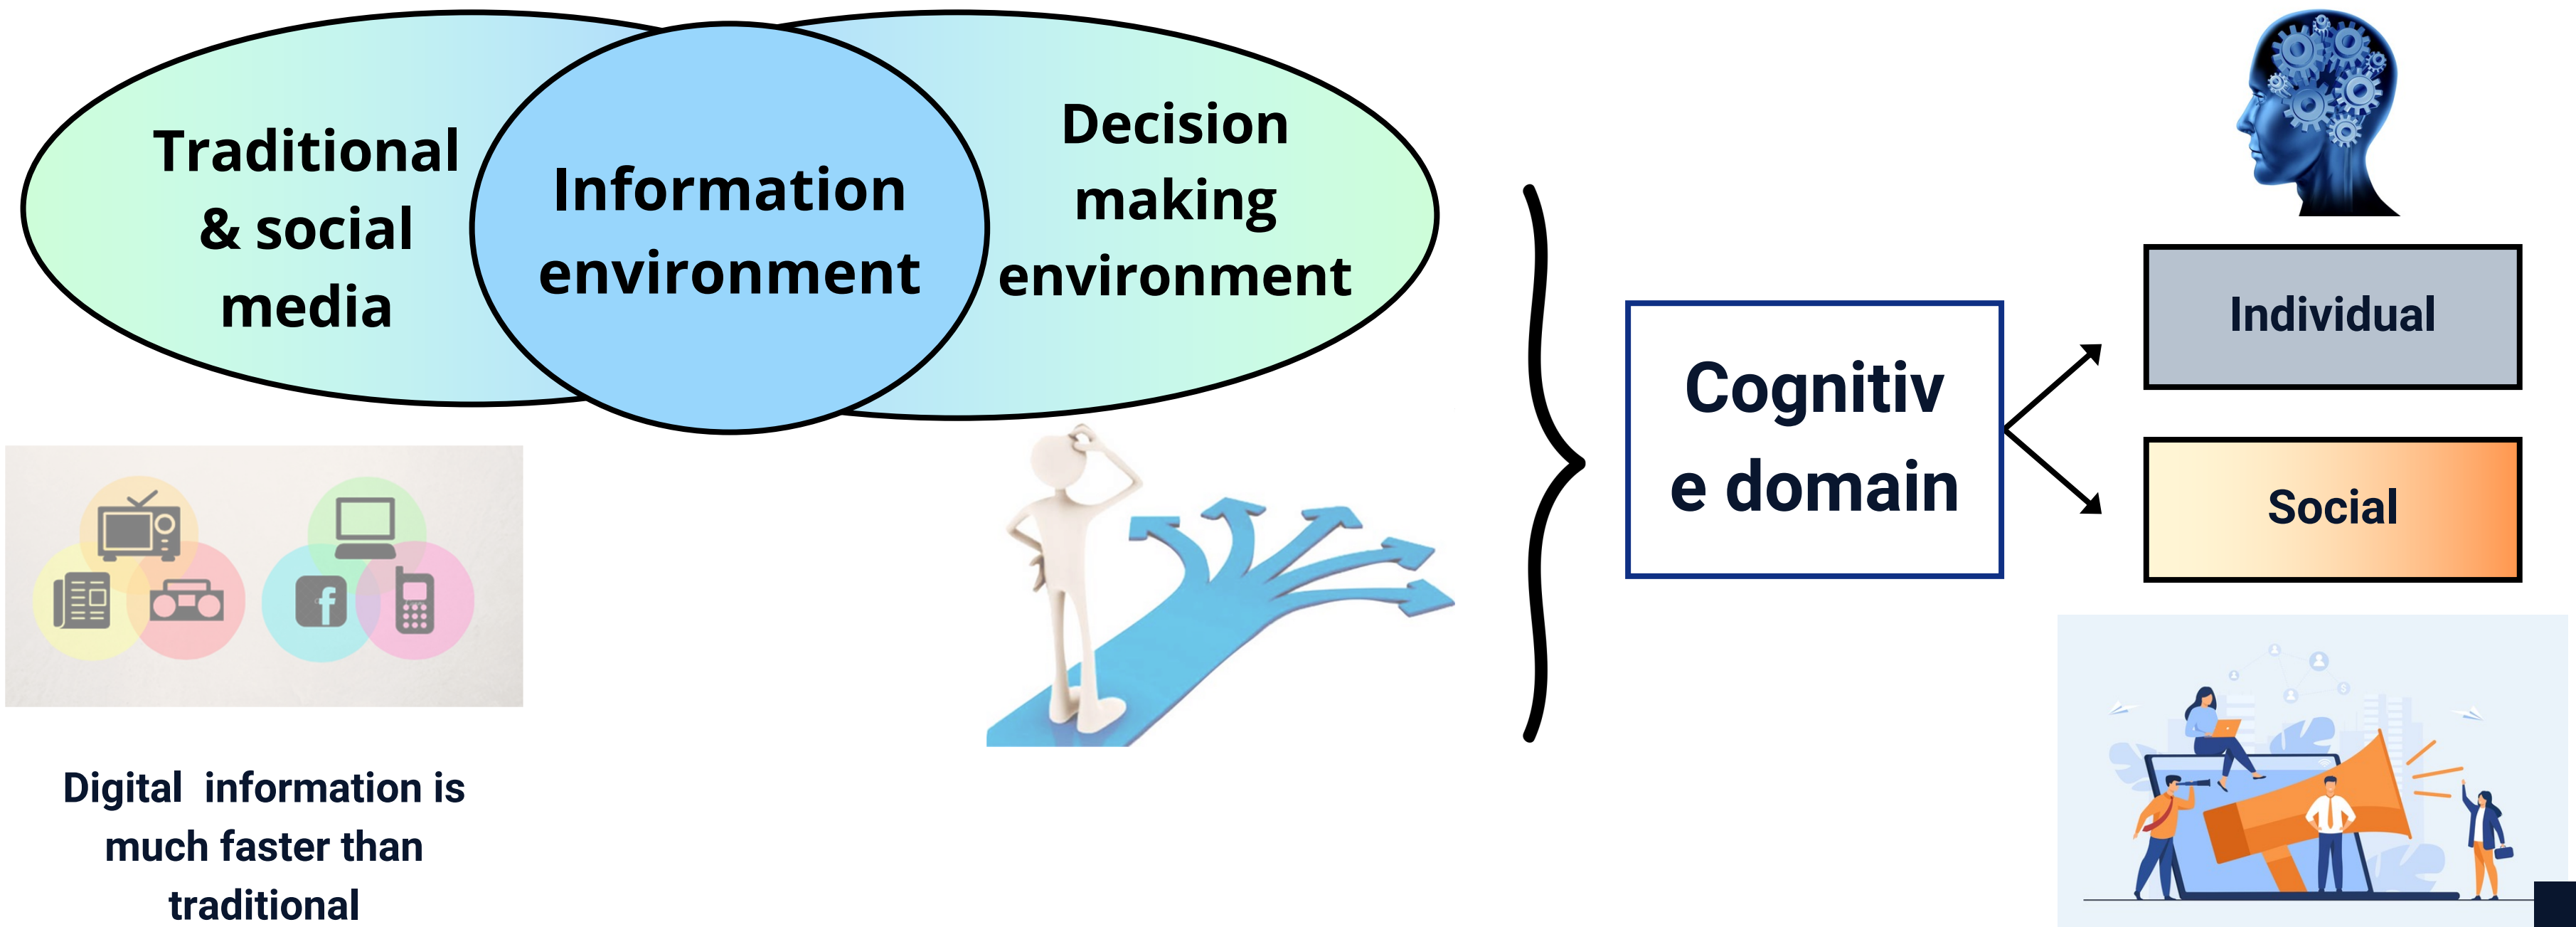 Traditional
& social
media
Information
environment
Decision
making
environment
Cognitiv
e domain
Individual
Social
Digital  information is
much faster than
traditional